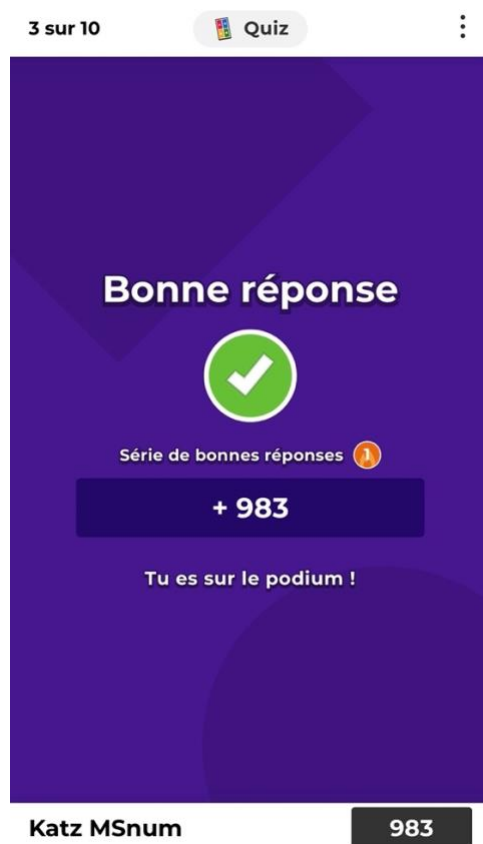 3 sur 10
Quiz
Bonne réponse
Série de bonnes réponses 1
+ 983
Tu es sur le podium !
Katz MSnum
983